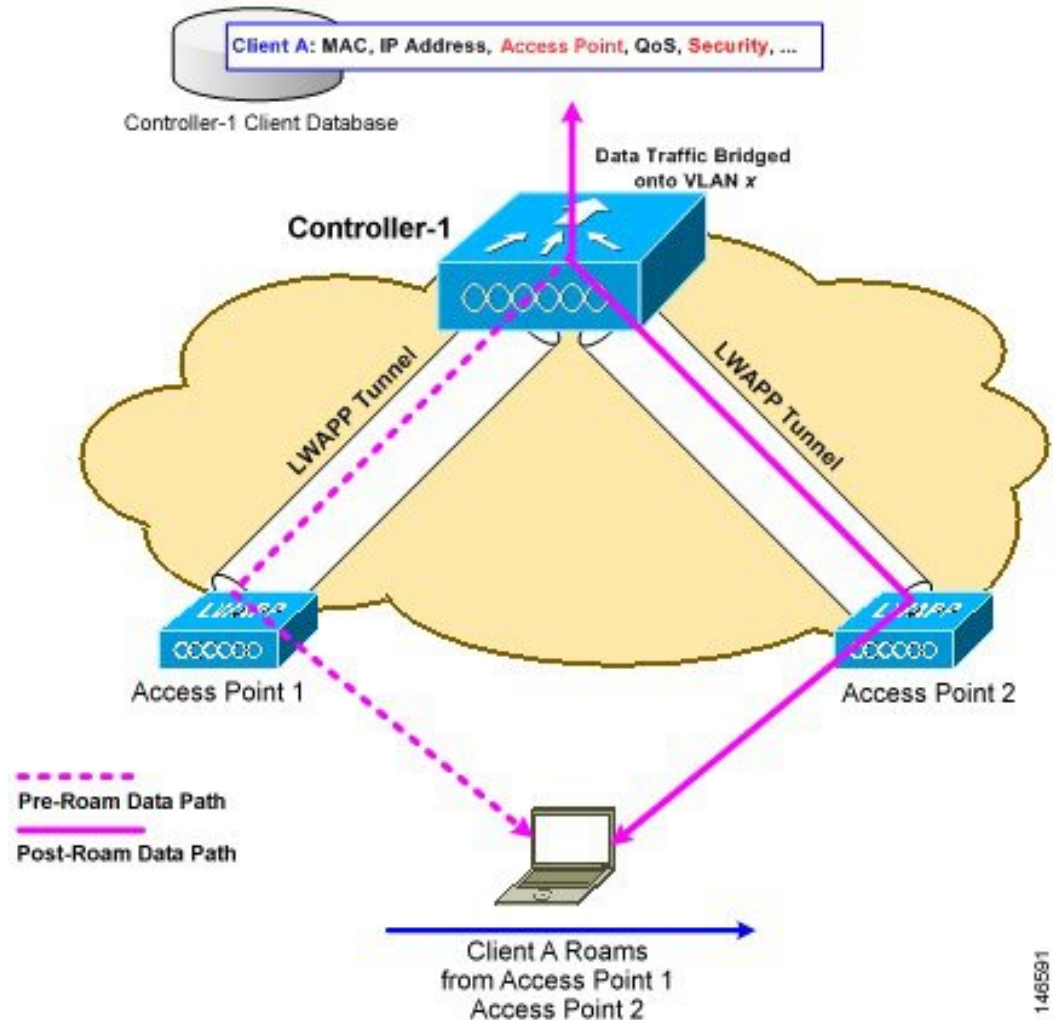 Client A: MAC, IP Address, Access Point, QoS, Security, ...
Controller-1 Client Database
Data Traffic Bridged
onto VLAN x
Controller-1
LWAPP Tunnel
LWAPP Tunnel
LWAPP
LWAPP
Access Point 1
Access Point 2
Pre-Roam Data Path
Post-Roam Data Path
Client A Roams
from Access Point 1
Access Point 2
146591